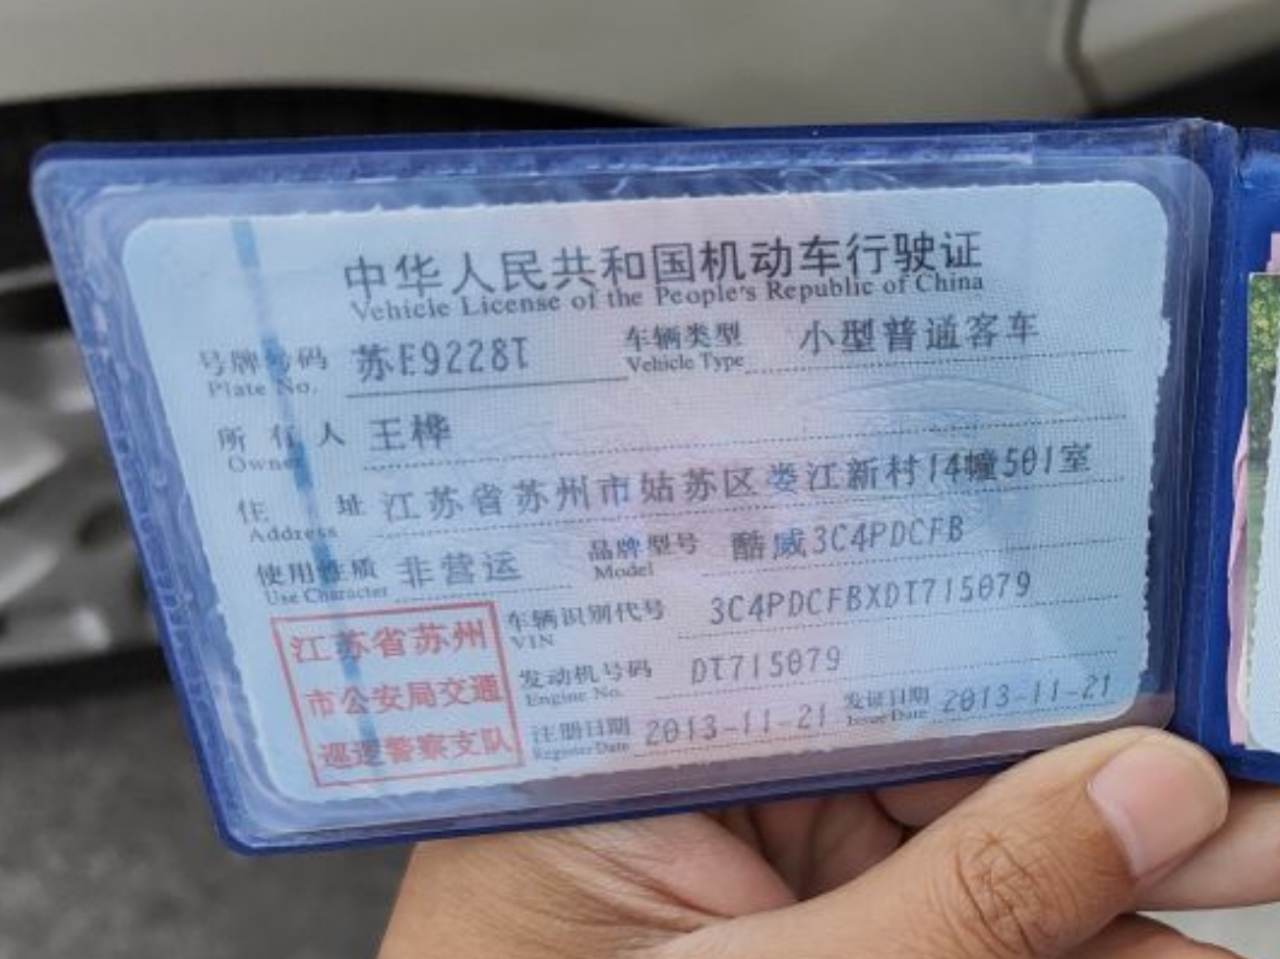 中华人民共和国机动车行驶证
Vehicle License of the People's Republic of China
号牌号码 苏E9228T 车辆类型 小型普通客车
Plate No. Vehicle Type
所有人 王桦
Owner
住址 江苏省苏州市姑苏区娄江新村14幢501室
Address
使用性质 非营运 品牌型号 酷威3C4PDCFB
Use Character Model
车辆识别代号 3C4PDCFBXDT715079
VIN
发动机号码 DT715079
Engine No.
注册日期 2013-11-21 发证日期 2013-11-21
Register Date Issue Date
江苏省苏州
市公安局交通
巡逻警察支队